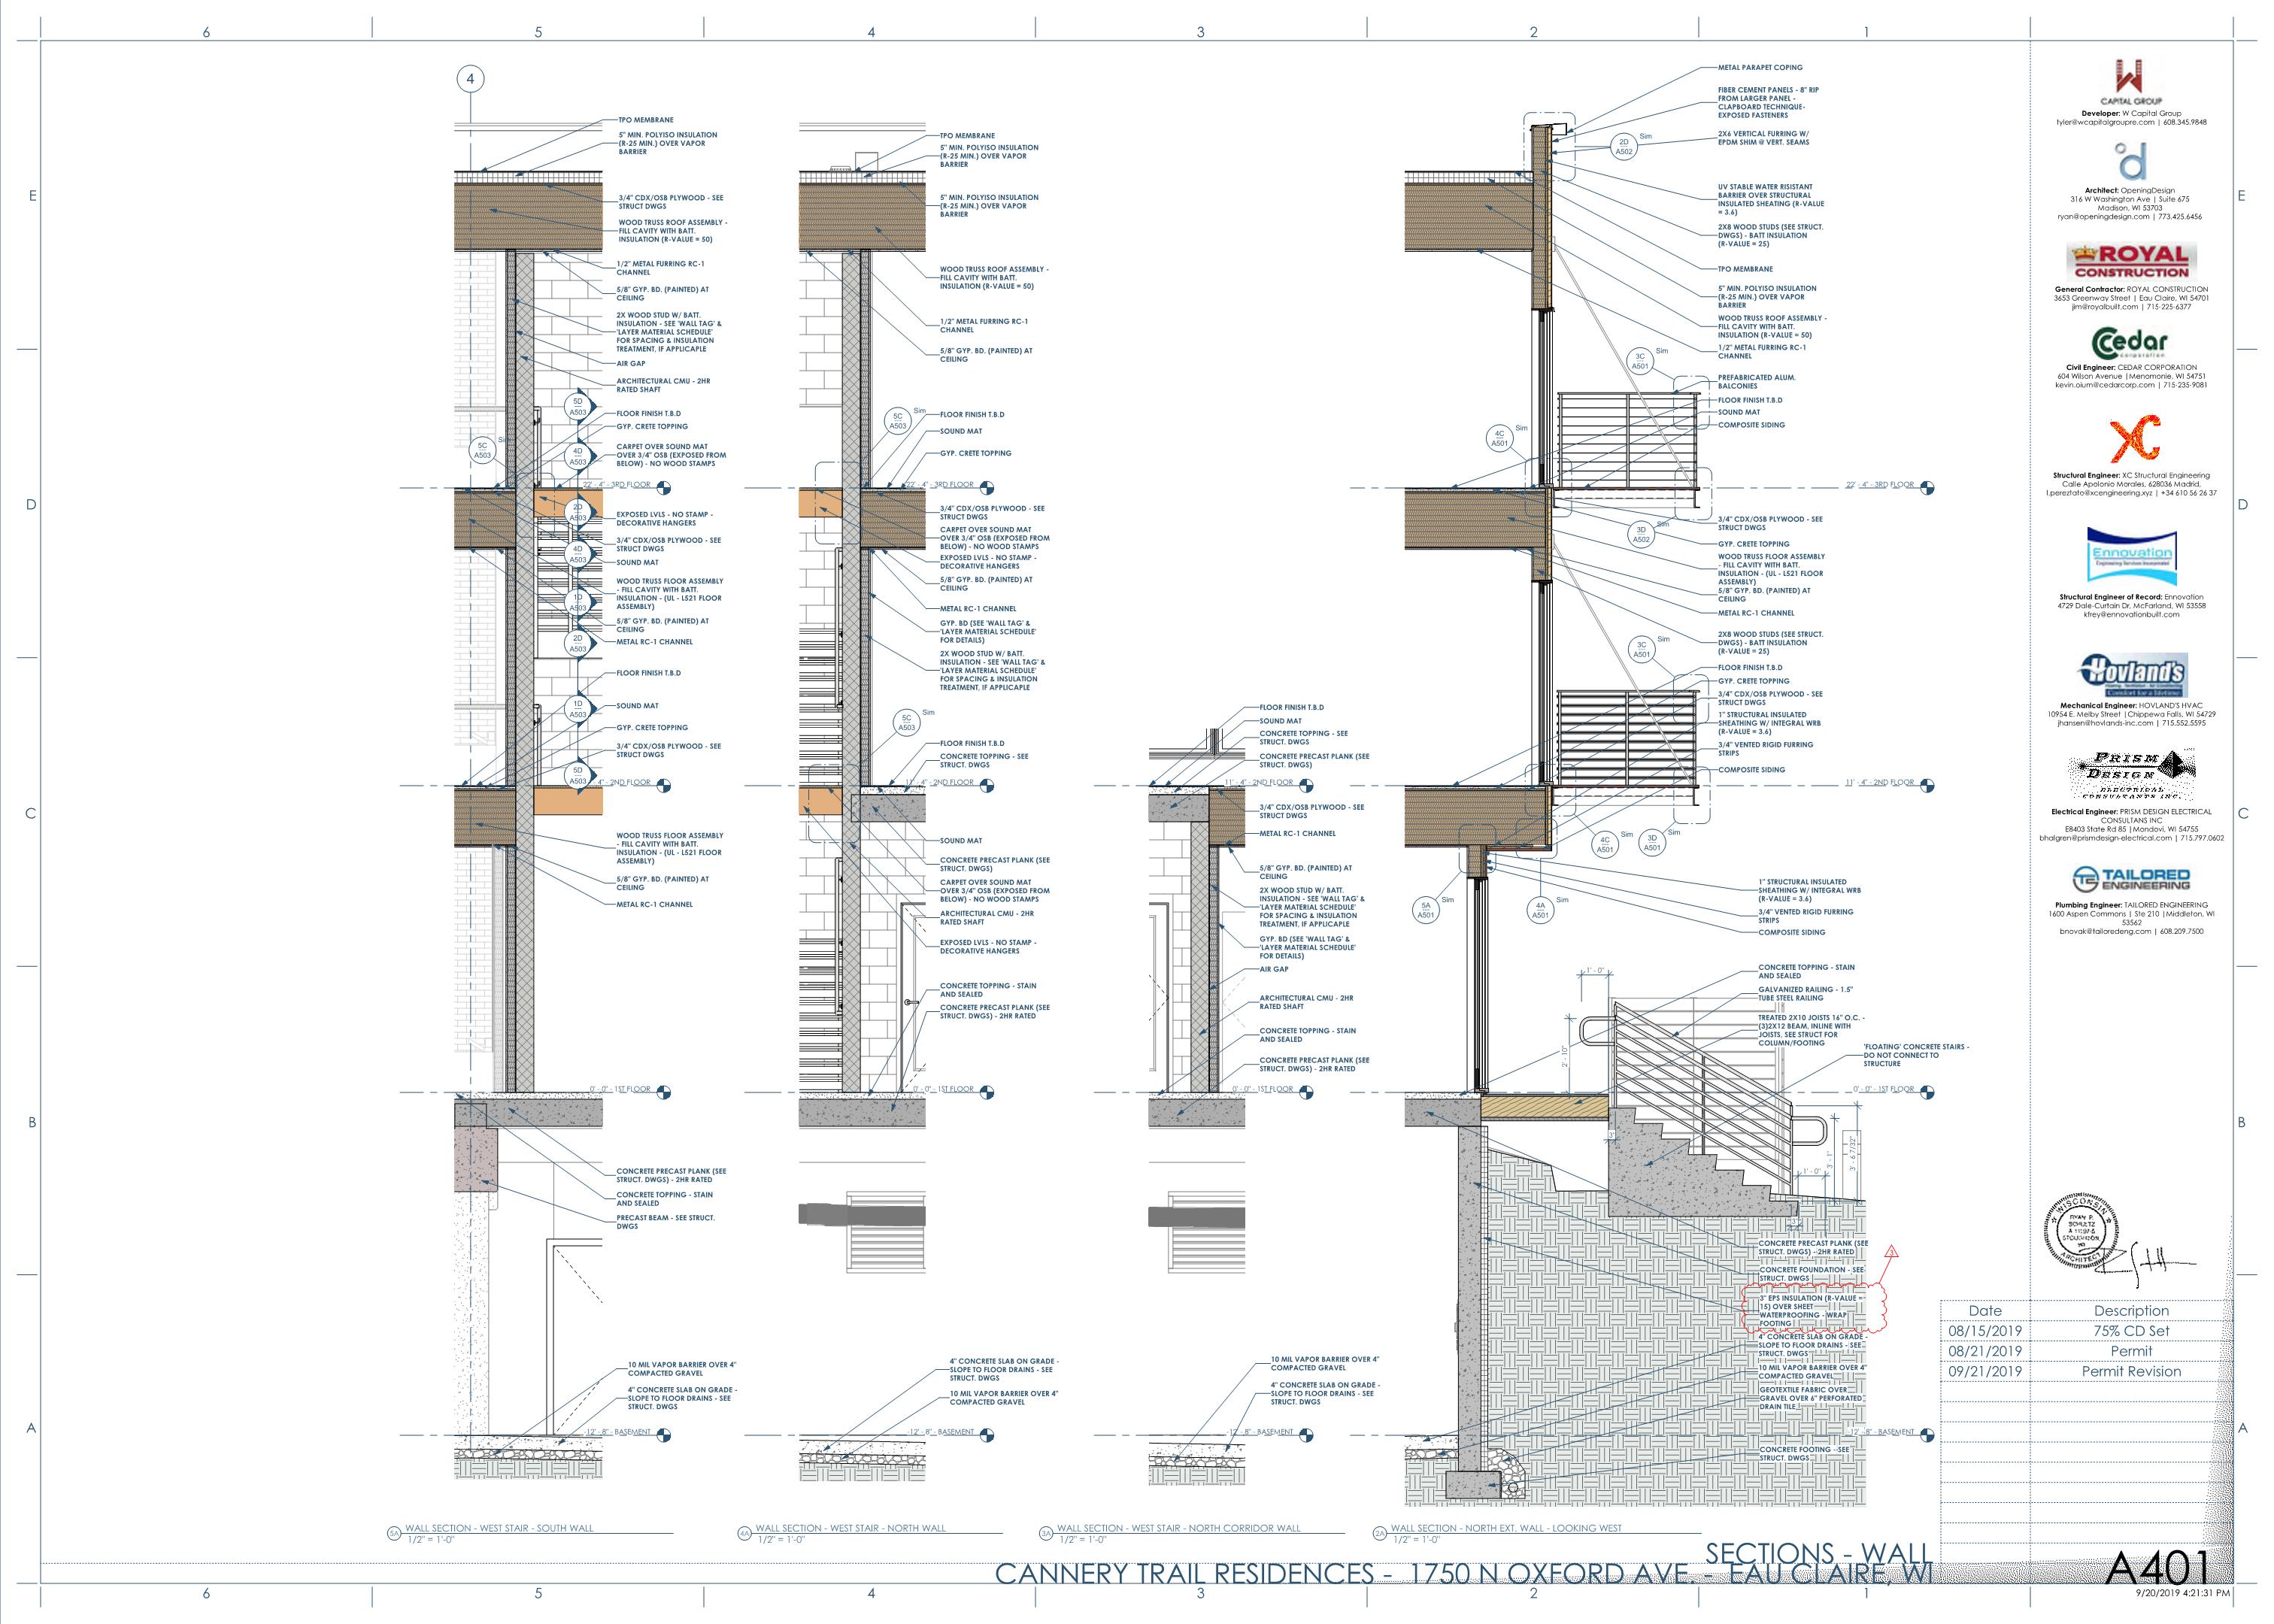 6
5
4
3
2
1
E
D
C
B
A
4
TPO MEMBRANE
5" MIN. POLYISO INSULATION
(R-25 MIN.) OVER VAPOR
BARRIER
3/4" CDX/OSB PLYWOOD - SEE
STRUCT DWGS
WOOD TRUSS ROOF ASSEMBLY -
FILL CAVITY WITH BATT.
INSULATION (R-VALUE = 50)
1/2" METAL FURRING RC-1
CHANNEL
5/8" GYP. BD. (PAINTED) AT
CEILING
2X WOOD STUD W/ BATT.
INSULATION - SEE 'WALL TAG' &
'LAYER MATERIAL SCHEDULE'
FOR SPACING & INSULATION
TREATMENT, IF APPLICAPLE
AIR GAP
ARCHITECTURAL CMU - 2HR
RATED SHAFT
5D
A503
FLOOR FINISH T.B.D
GYP. CRETE TOPPING
5C
A503
Sim
4D
A503
CARPET OVER SOUND MAT
OVER 3/4" OSB (EXPOSED FROM
BELOW) - NO WOOD STAMPS
22' - 4" - 3RD FLOOR
2D
A503
EXPOSED LVLS - NO STAMP -
DECORATIVE HANGERS
3/4" CDX/OSB PLYWOOD - SEE
STRUCT DWGS
4D
A503
SOUND MAT
WOOD TRUSS FLOOR ASSEMBLY
- FILL CAVITY WITH BATT.
INSULATION - (UL - L521 FLOOR
ASSEMBLY)
1D
A503
5/8" GYP. BD. (PAINTED) AT
CEILING
2D
A503
METAL RC-1 CHANNEL
FLOOR FINISH T.B.D
1D
A503
SOUND MAT
GYP. CRETE TOPPING
3/4" CDX/OSB PLYWOOD - SEE
STRUCT DWGS
5D
A503
4" - 2ND FLOOR
WOOD TRUSS FLOOR ASSEMBLY
- FILL CAVITY WITH BATT.
INSULATION - (UL - L521 FLOOR
ASSEMBLY)
5/8" GYP. BD. (PAINTED) AT
CEILING
METAL RC-1 CHANNEL
0' - 0" - 1ST FLOOR
CONCRETE PRECAST PLANK (SEE
STRUCT. DWGS) - 2HR RATED
CONCRETE TOPPING - STAIN
AND SEALED
PRECAST BEAM - SEE STRUCT.
DWGS
10 MIL VAPOR BARRIER OVER 4"
COMPACTED GRAVEL
4" CONCRETE SLAB ON GRADE -
SLOPE TO FLOOR DRAINS - SEE
STRUCT. DWGS
-12' - 8" - BASEMENT
5A
WALL SECTION - WEST STAIR - SOUTH WALL
1/2" = 1'-0"
TPO MEMBRANE
5" MIN. POLYISO INSULATION
(R-25 MIN.) OVER VAPOR
BARRIER
5" MIN. POLYISO INSULATION
(R-25 MIN.) OVER VAPOR
BARRIER
WOOD TRUSS ROOF ASSEMBLY -
FILL CAVITY WITH BATT.
INSULATION (R-VALUE = 50)
1/2" METAL FURRING RC-1
CHANNEL
5/8" GYP. BD. (PAINTED) AT
CEILING
5C
A503
Sim
FLOOR FINISH T.B.D
SOUND MAT
GYP. CRETE TOPPING
22' - 4" - 3RD FLOOR
3/4" CDX/OSB PLYWOOD - SEE
STRUCT DWGS
CARPET OVER SOUND MAT
OVER 3/4" OSB (EXPOSED FROM
BELOW) - NO WOOD STAMPS
EXPOSED LVLS - NO STAMP -
DECORATIVE HANGERS
5/8" GYP. BD. (PAINTED) AT
CEILING
METAL RC-1 CHANNEL
GYP. BD (SEE 'WALL TAG' &
'LAYER MATERIAL SCHEDULE'
FOR DETAILS)
2X WOOD STUD W/ BATT.
INSULATION - SEE 'WALL TAG' &
'LAYER MATERIAL SCHEDULE'
FOR SPACING & INSULATION
TREATMENT, IF APPLICAPLE
5C
A503
Sim
FLOOR FINISH T.B.D
CONCRETE TOPPING - SEE
STRUCT. DWGS
11' - 4" - 2ND FLOOR
SOUND MAT
CONCRETE PRECAST PLANK (SEE
STRUCT. DWGS)
CARPET OVER SOUND MAT
OVER 3/4" OSB (EXPOSED FROM
BELOW) - NO WOOD STAMPS
ARCHITECTURAL CMU - 2HR
RATED SHAFT
EXPOSED LVLS - NO STAMP -
DECORATIVE HANGERS
CONCRETE TOPPING - STAIN
AND SEALED
CONCRETE PRECAST PLANK (SEE
STRUCT. DWGS) - 2HR RATED
0' - 0" - 1ST FLOOR
4" CONCRETE SLAB ON GRADE -
SLOPE TO FLOOR DRAINS - SEE
STRUCT. DWGS
10 MIL VAPOR BARRIER OVER 4"
COMPACTED GRAVEL
-12' - 8" - BASEMENT
4A
WALL SECTION - WEST STAIR - NORTH WALL
1/2" = 1'-0"
FLOOR FINISH T.B.D
SOUND MAT
CONCRETE TOPPING - SEE
STRUCT. DWGS
CONCRETE PRECAST PLANK (SEE
STRUCT. DWGS)
11' - 4" - 2ND FLOOR
3/4" CDX/OSB PLYWOOD - SEE
STRUCT DWGS
METAL RC-1 CHANNEL
5/8" GYP. BD. (PAINTED) AT
CEILING
2X WOOD STUD W/ BATT.
INSULATION - SEE 'WALL TAG' &
'LAYER MATERIAL SCHEDULE'
FOR SPACING & INSULATION
TREATMENT, IF APPLICAPLE
GYP. BD (SEE 'WALL TAG' &
'LAYER MATERIAL SCHEDULE'
FOR DETAILS)
AIR GAP
ARCHITECTURAL CMU - 2HR
RATED SHAFT
CONCRETE TOPPING - STAIN
AND SEALED
CONCRETE PRECAST PLANK (SEE
STRUCT. DWGS) - 2HR RATED
0' - 0" - 1ST FLOOR
10 MIL VAPOR BARRIER OVER 4"
COMPACTED GRAVEL
4" CONCRETE SLAB ON GRADE -
SLOPE TO FLOOR DRAINS - SEE
STRUCT. DWGS
-12' - 8" - BASEMENT
3A
WALL SECTION - WEST STAIR - NORTH CORRIDOR WALL
1/2" = 1'-0"
METAL PARAPET COPING
FIBER CEMENT PANELS - 8" RIP
FROM LARGER PANEL -
CLAPBOARD TECHNIQUE-
EXPOSED FASTENERS
2D
A502
Sim
2X6 VERTICAL FURRING W/
EPDM SHIM @ VERT. SEAMS
UV STABLE WATER RISISTANT
BARRIER OVER STRUCTURAL
INSULATED SHEATING (R-VALUE
= 3.6)
2X8 WOOD STUDS (SEE STRUCT.
DWGS) - BATT INSULATION
(R-VALUE = 25)
TPO MEMBRANE
5" MIN. POLYISO INSULATION
(R-25 MIN.) OVER VAPOR
BARRIER
WOOD TRUSS ROOF ASSEMBLY -
FILL CAVITY WITH BATT.
INSULATION (R-VALUE = 50)
1/2" METAL FURRING RC-1
CHANNEL
3C
A501
Sim
PREFABRICATED ALUM.
BALCONIES
FLOOR FINISH T.B.D
SOUND MAT
COMPOSITE SIDING
4C
A501
Sim
22' - 4" - 3RD FLOOR
3D
A502
Sim
3/4" CDX/OSB PLYWOOD - SEE
STRUCT DWGS
GYP. CRETE TOPPING
WOOD TRUSS FLOOR ASSEMBLY
- FILL CAVITY WITH BATT.
INSULATION - (UL - L521 FLOOR
ASSEMBLY)
5/8" GYP. BD. (PAINTED) AT
CEILING
METAL RC-1 CHANNEL
2X8 WOOD STUDS (SEE STRUCT.
DWGS) - BATT INSULATION
(R-VALUE = 25)
3C
A501
Sim
FLOOR FINISH T.B.D
GYP. CRETE TOPPING
3/4" CDX/OSB PLYWOOD - SEE
STRUCT DWGS
1" STRUCTURAL INSULATED
SHEATHING W/ INTEGRAL WRB
(R-VALUE = 3.6)
3/4" VENTED RIGID FURRING
STRIPS
COMPOSITE SIDING
11' - 4" - 2ND FLOOR
4C
A501
Sim
3D
A501
Sim
5A
A501
Sim
4A
A501
Sim
1" STRUCTURAL INSULATED
SHEATHING W/ INTEGRAL WRB
(R-VALUE = 3.6)
3/4" VENTED RIGID FURRING
STRIPS
COMPOSITE SIDING
CONCRETE TOPPING - STAIN
AND SEALED
GALVANIZED RAILING - 1.5"
TUBE STEEL RAILING
TREATED 2X10 JOISTS 16" O.C. -
(3)2X12 BEAM, INLINE WITH
JOISTS, SEE STRUCT FOR
COLUMN/FOOTING
'FLOATING' CONCRETE STAIRS -
DO NOT CONNECT TO
STRUCTURE
1' - 0"
2' - 10"
0' - 0" - 1ST FLOOR
3"
1' - 0"
3' - 1"
3' - 6 7/32"
CONCRETE PRECAST PLANK (SEE
STRUCT. DWGS) - 2HR RATED
CONCRETE FOUNDATION - SEE
STRUCT. DWGS
3
3" EPS INSULATION (R-VALUE =
15) OVER SHEET
WATERPROOFING - WRAP
FOOTING
4" CONCRETE SLAB ON GRADE -
SLOPE TO FLOOR DRAINS - SEE
STRUCT. DWGS
10 MIL VAPOR BARRIER OVER 4"
COMPACTED GRAVEL
GEOTEXTILE FABRIC OVER
GRAVEL OVER 6" PERFORATED
DRAIN TILE
-12' - 8" - BASEMENT
CONCRETE FOOTING - SEE
STRUCT. DWGS
2A
WALL SECTION - NORTH EXT. WALL - LOOKING WEST
1/2" = 1'-0"
CAPITAL GROUP
Developer: W Capital Group
tyler@wcapitalgroupre.com | 608.345.9848
Architect: OpeningDesign
316 W Washington Ave | Suite 675
Madison, WI 53703
ryan@openingdesign.com | 773.425.6456
ROYAL
CONSTRUCTION
General Contractor: ROYAL CONSTRUCTION
3653 Greenway Street | Eau Claire, WI 54701
jim@royalbuilt.com | 715-225-6377
Cedar
corporation
Civil Engineer: CEDAR CORPORATION
604 Wilson Avenue |Menomonie, WI 54751
kevin.oium@cedarcorp.com | 715-235-9081
XC
Structural Engineer: XC Structural Engineering
Calle Apolonio Morales, 628036 Madrid,
l.pereztato@xcengineering.xyz | +34 610 56 26 37
Ennovation
Engineering Services Incorporated
Structural Engineer of Record: Ennovation
4729 Dale-Curtain Dr, McFarland, WI 53558
kfrey@ennovationbuilt.com
Hovland's
Comfort for a lifetime
Mechanical Engineer: HOVLAND'S HVAC
10954 E. Melby Street |Chippewa Falls, WI 54729
jhansen@hovlands-inc.com | 715.552.5595
PRISM
DESIGN
ELECTRICAL
CONSULTANTS INC.
Electrical Engineer: PRISM DESIGN ELECTRICAL
CONSULTANS INC
E8403 State Rd 85 |Mandovi, WI 54755
bhalgren@prismdesign-electrical.com | 715.797.0602
TAILORED
ENGINEERING
Plumbing Engineer: TAILORED ENGINEERING
1600 Aspen Commons | Ste 210 |Middleton, WI
53562
bnovak@tailoredeng.com | 608.209.7500
WISCONSIN
RYAN P.
SCHULTZ
STOUGHTON
WI
ARCHITECT
Date Description
08/15/2019 75% CD Set
08/21/2019 Permit
09/21/2019 Permit Revision
SECTIONS - WALL
CANNERY TRAIL RESIDENCES - 1750 N OXFORD AVE. - EAU CLAIRE, WI
A401
9/20/2019 4:21:31 PM
E
D
C
B
A
6
5
4
3
2
1